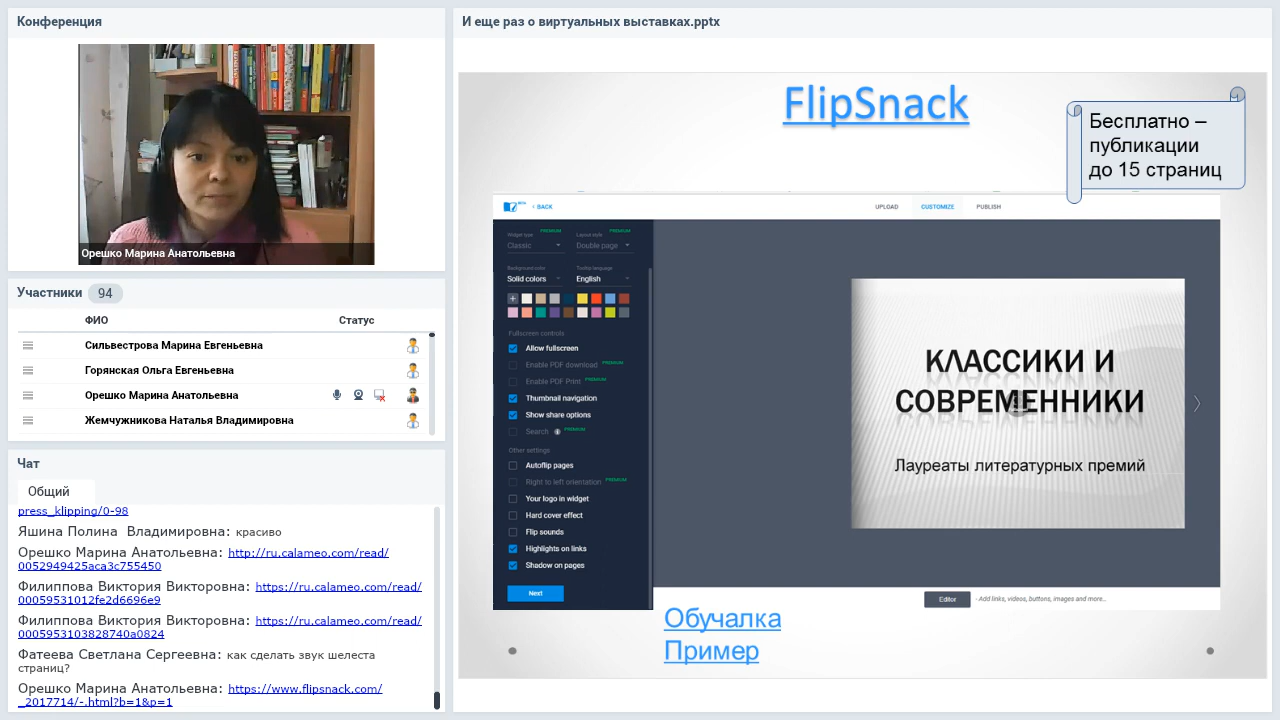 Конференция
Орешко Марина Анатольевна
Участники 94
ФИО Статус
Сильвестрова Марина Евгеньевна
Горянская Ольга Евгеньевна
Орешко Марина Анатольевна
Жемчужникова Наталья Владимировна
Чат
Общий
press_klipping/0-98
Яшина Полина Владимировна: красиво
Орешко Марина Анатольевна: http://ru.calameo.com/read/
0052949425aca3c755450
Филиппова Виктория Викторовна: https://ru.calameo.com/read/
00059531012fe2d6696e9
Филиппова Виктория Викторовна: https://ru.calameo.com/read/
0005953103828740a0824
Фатеева Светлана Сергеевна: как сделать звук шелеста
страниц?
Орешко Марина Анатольевна: https://www.flipsnack.com/
_2017714/-.html?b=1&p=1
И еще раз о виртуальных выставках.pptx
FlipSnack
Бесплатно –
публикации
до 15 страниц
BETA ‹ BACK
UPLOAD CUSTOMIZE PUBLISH
Widget type PREMIUM Layout style PREMIUM
Classic Double page
Background color Tooltip language
Solid colors English
Fullscreen controls
Allow fullscreen
Enable PDF download PREMIUM
Enable PDF Print PREMIUM
Thumbnail navigation
Show share options
Search PREMIUM
Other settings
Autoflip pages
Right to left orientation PREMIUM
Your logo in widget
Hard cover effect
Flip sounds
Highlights on links
Shadow on pages
Next
КЛАССИКИ И
СОВРЕМЕННИКИ
Лауреаты литературных премий
Editor - Add links, videos, buttons, images and more...
Обучалка
Пример